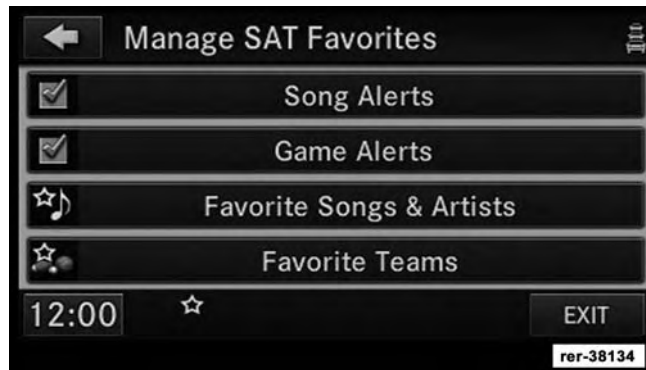 Manage SAT Favorites
Song Alerts
Game Alerts
Favorite Songs & Artists
Favorite Teams
12:00 EXIT
rer-38134